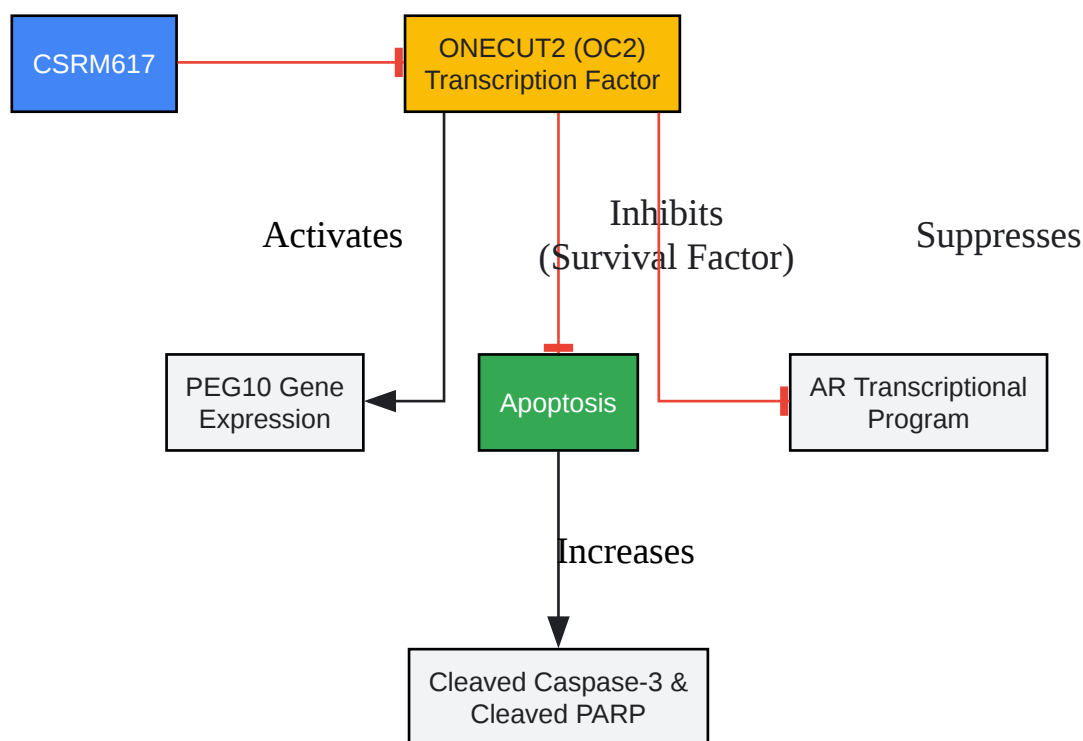 CSRM617
ONECUT2 (OC2)
Transcription Factor
Activates
Inhibits
(Survival Factor)
Suppresses
PEG10 Gene
Expression
Apoptosis
AR Transcriptional
Program
Increases
Cleaved Caspase-3 &
Cleaved PARP